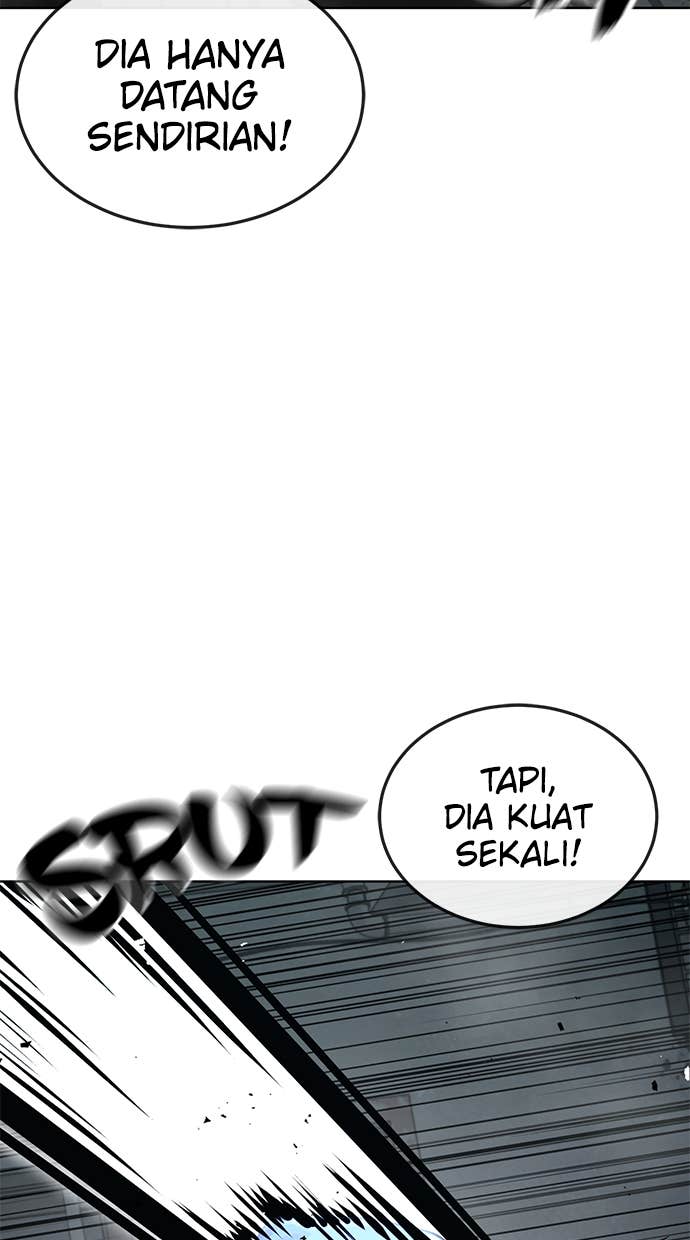 DIA HANYA
DATANG
SENDIRIAN!
SRUT
TAPI,
DIA KUAT
SEKALI!